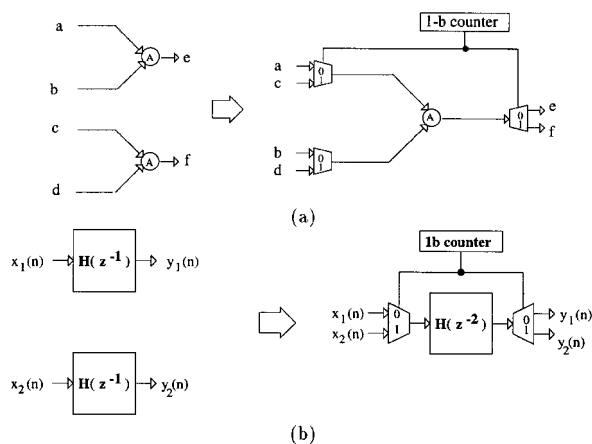 a
A
e
b
c
A
f
d
1-b counter
a
c
0
1
b
d
0
1
A
0
1
e
f
(a)
x₁(n)
H( z⁻¹ )
y₁(n)
x₂(n)
H( z⁻¹ )
y₂(n)
1b counter
x₁(n)
x₂(n)
0
1
H( z⁻² )
0
1
y₁(n)
y₂(n)
(b)